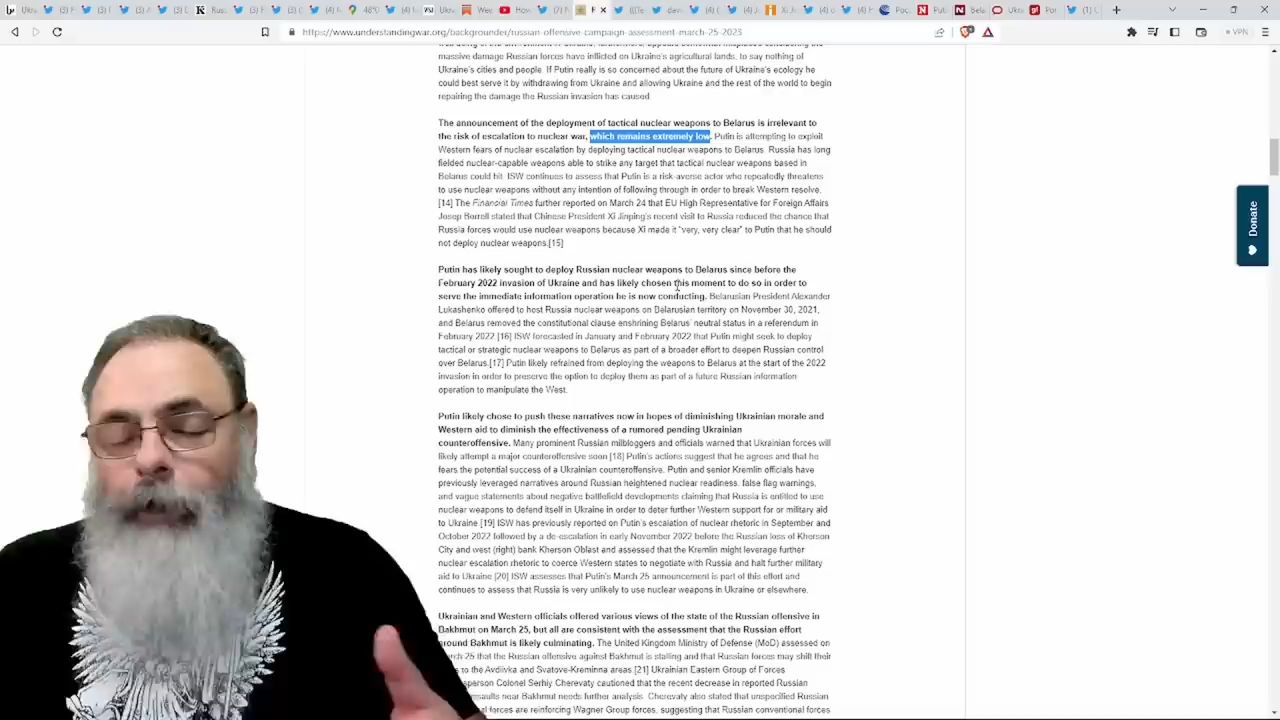 https://www.understandingwar.org/backgrounder/russian-offensive-campaign-assessment-march-25-2023
VPN
massive damage Russian forces have inflicted on Ukraine's agricultural lands, to say nothing of
Ukraine's cities and people. If Putin really is so concerned about the future of Ukraine's ecology he
could best serve it by withdrawing from Ukraine and allowing Ukraine and the rest of the world to begin
repairing the damage the Russian invasion has caused.
The announcement of the deployment of tactical nuclear weapons to Belarus is irrelevant to
the risk of escalation to nuclear war, which remains extremely low. Putin is attempting to exploit
Western fears of nuclear escalation by deploying tactical nuclear weapons to Belarus. Russia has long
fielded nuclear-capable weapons able to strike any target that tactical nuclear weapons based in
Belarus could hit. ISW continues to assess that Putin is a risk-averse actor who repeatedly threatens
to use nuclear weapons without any intention of following through in order to break Western resolve.
[14] The Financial Times further reported on March 24 that EU High Representative for Foreign Affairs
Josep Borrell stated that Chinese President Xi Jinping's recent visit to Russia reduced the chance that
Russia forces would use nuclear weapons because Xi made it "very, very clear" to Putin that he should
not deploy nuclear weapons.[15]
Putin has likely sought to deploy Russian nuclear weapons to Belarus since before the
February 2022 invasion of Ukraine and has likely chosen this moment to do so in order to
serve the immediate information operation he is now conducting. Belarusian President Alexander
Lukashenko offered to host Russia nuclear weapons on Belarusian territory on November 30, 2021,
and Belarus removed the constitutional clause enshrining Belarus' neutral status in a referendum in
February 2022.[16] ISW forecasted in January and February 2022 that Putin might seek to deploy
tactical or strategic nuclear weapons to Belarus as part of a broader effort to deepen Russian control
over Belarus.[17] Putin likely refrained from deploying the weapons to Belarus at the start of the 2022
invasion in order to preserve the option to deploy them as part of a future Russian information
operation to manipulate the West.
Putin likely chose to push these narratives now in hopes of diminishing Ukrainian morale and
Western aid to diminish the effectiveness of a rumored pending Ukrainian
counteroffensive. Many prominent Russian milbloggers and officials warned that Ukrainian forces will
likely attempt a major counteroffensive soon.[18] Putin's actions suggest that he agrees and that he
fears the potential success of a Ukrainian counteroffensive. Putin and senior Kremlin officials have
previously leveraged narratives around Russian heightened nuclear readiness, false flag warnings,
and vague statements about negative battlefield developments claiming that Russia is entitled to use
nuclear weapons to defend itself in Ukraine in order to deter further Western support for or military aid
to Ukraine.[19] ISW has previously reported on Putin's escalation of nuclear rhetoric in September and
October 2022 followed by a de-escalation in early November 2022 before the Russian loss of Kherson
City and west (right) bank Kherson Oblast and assessed that the Kremlin might leverage further
nuclear escalation rhetoric to coerce Western states to negotiate with Russia and halt further military
aid to Ukraine.[20] ISW assesses that Putin's March 25 announcement is part of this effort and
continues to assess that Russia is very unlikely to use nuclear weapons in Ukraine or elsewhere.
Ukrainian and Western officials offered various views of the state of the Russian offensive in
Bakhmut on March 25, but all are consistent with the assessment that the Russian effort
around Bakhmut is likely culminating. The United Kingdom Ministry of Defense (MoD) assessed on
March 25 that the Russian offensive against Bakhmut is stalling and that Russian forces may shift their
to the Avdiivka and Svatove-Kreminna areas.[21] Ukrainian Eastern Group of Forces
Colonel Serhiy Cherevaty cautioned that the recent decrease in reported Russian
near Bakhmut needs further analysis. Cherevaty also stated that unspecified Russian
forces are reinforcing Wagner Group forces, suggesting that Russian conventional forces
Donate